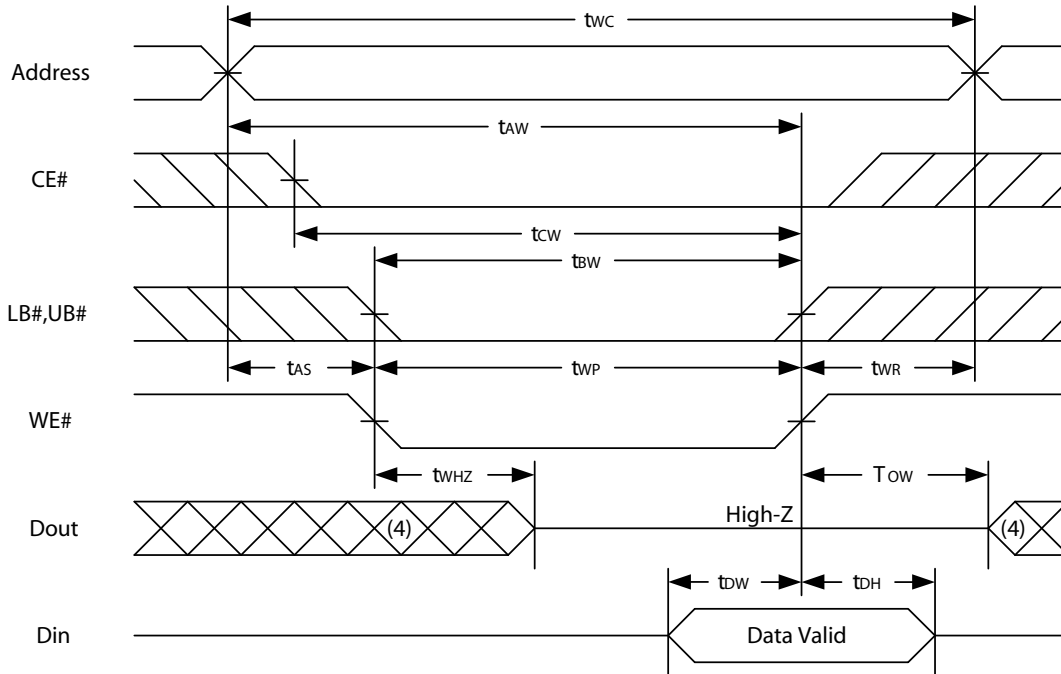 tWC
Address
tAW
CE#
tCW
tBW
LB#,UB#
tAS
tWP
tWR
WE#
tWHZ
TOW
Dout
(4)
High-Z
(4)
tDW
tDH
Din
Data Valid